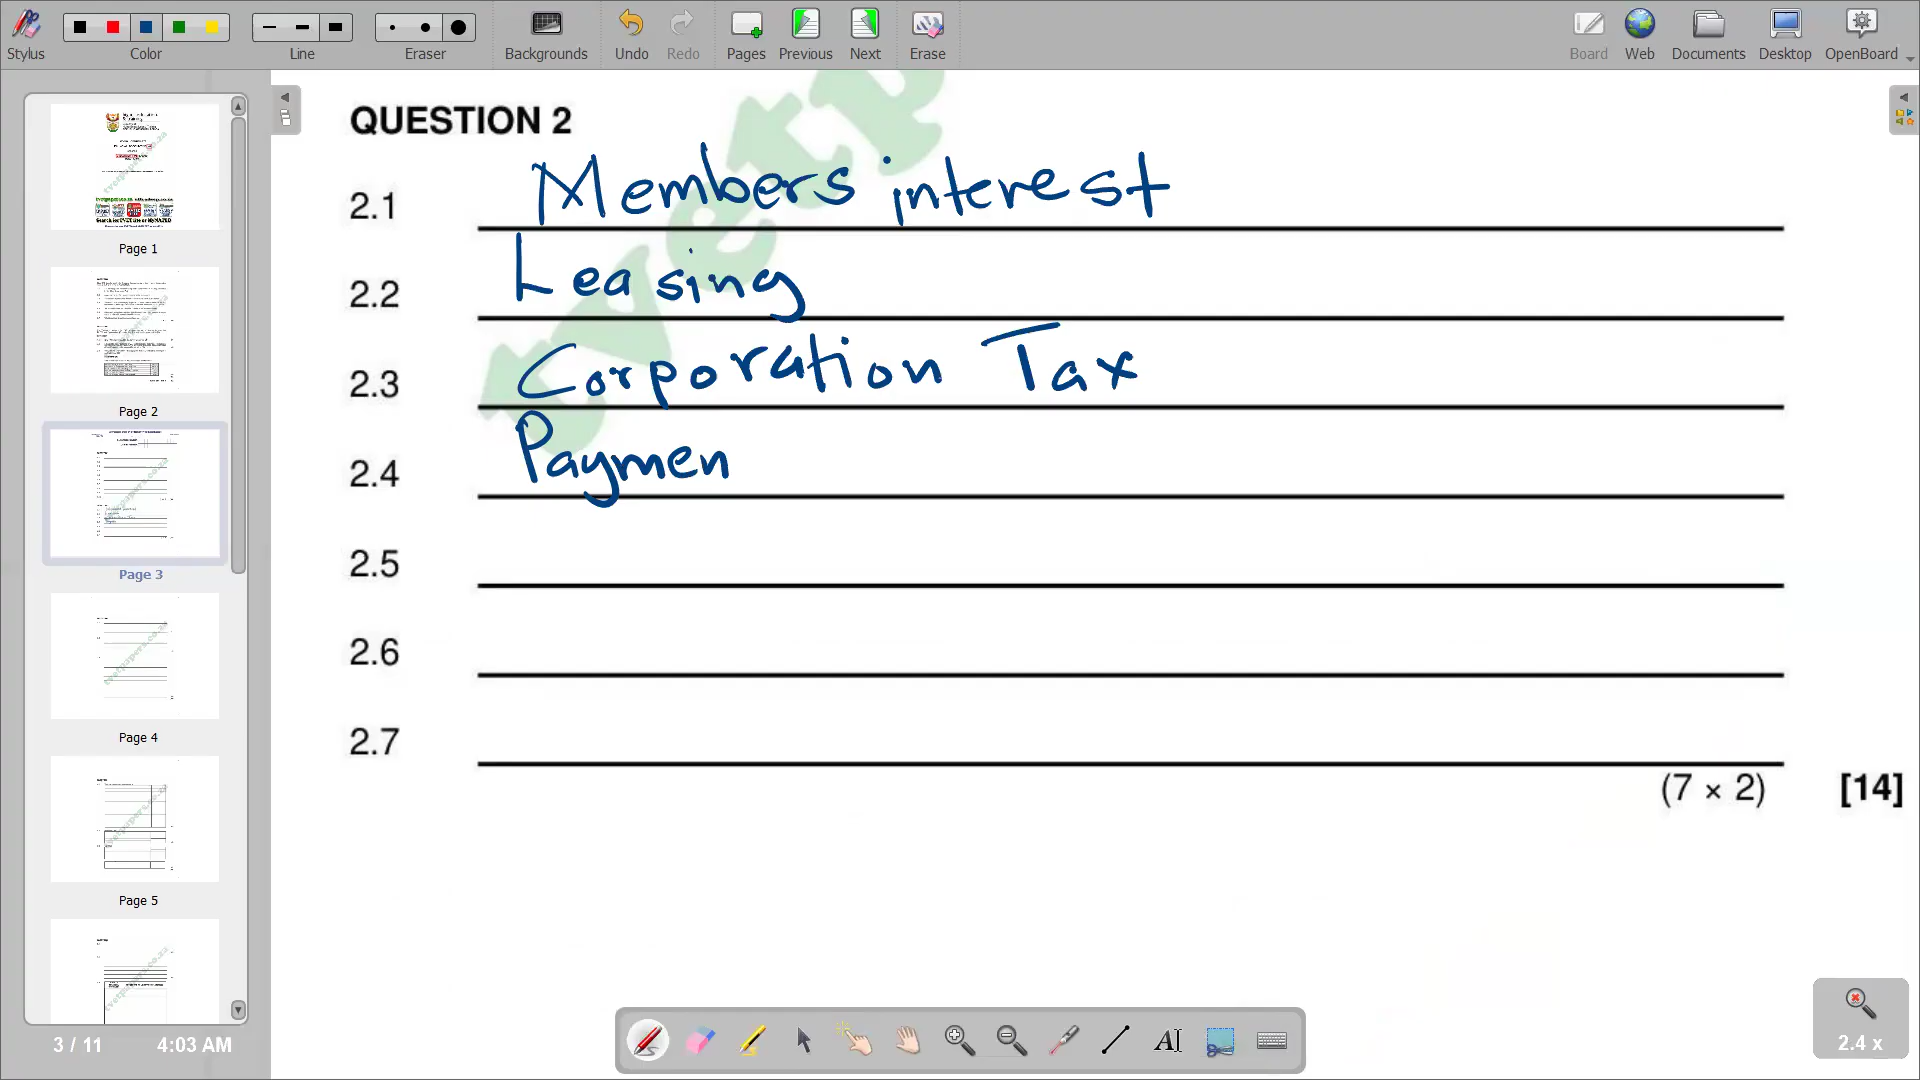 Stylus
Color
Line
Eraser
Backgrounds
Undo
Redo
Pages
Previous
Next
Erase
Board
Web
Documents
Desktop
OpenBoard
Page 1
Page 2
Page 3
Page 4
Page 5
3 / 11
4:03 AM
QUESTION 2
2.1 Members interest
2.2 Leasing
2.3 Corporation Tax
2.4 Paymen
2.5
2.6
2.7
(7 × 2) [14]
tvetp
2.4 x